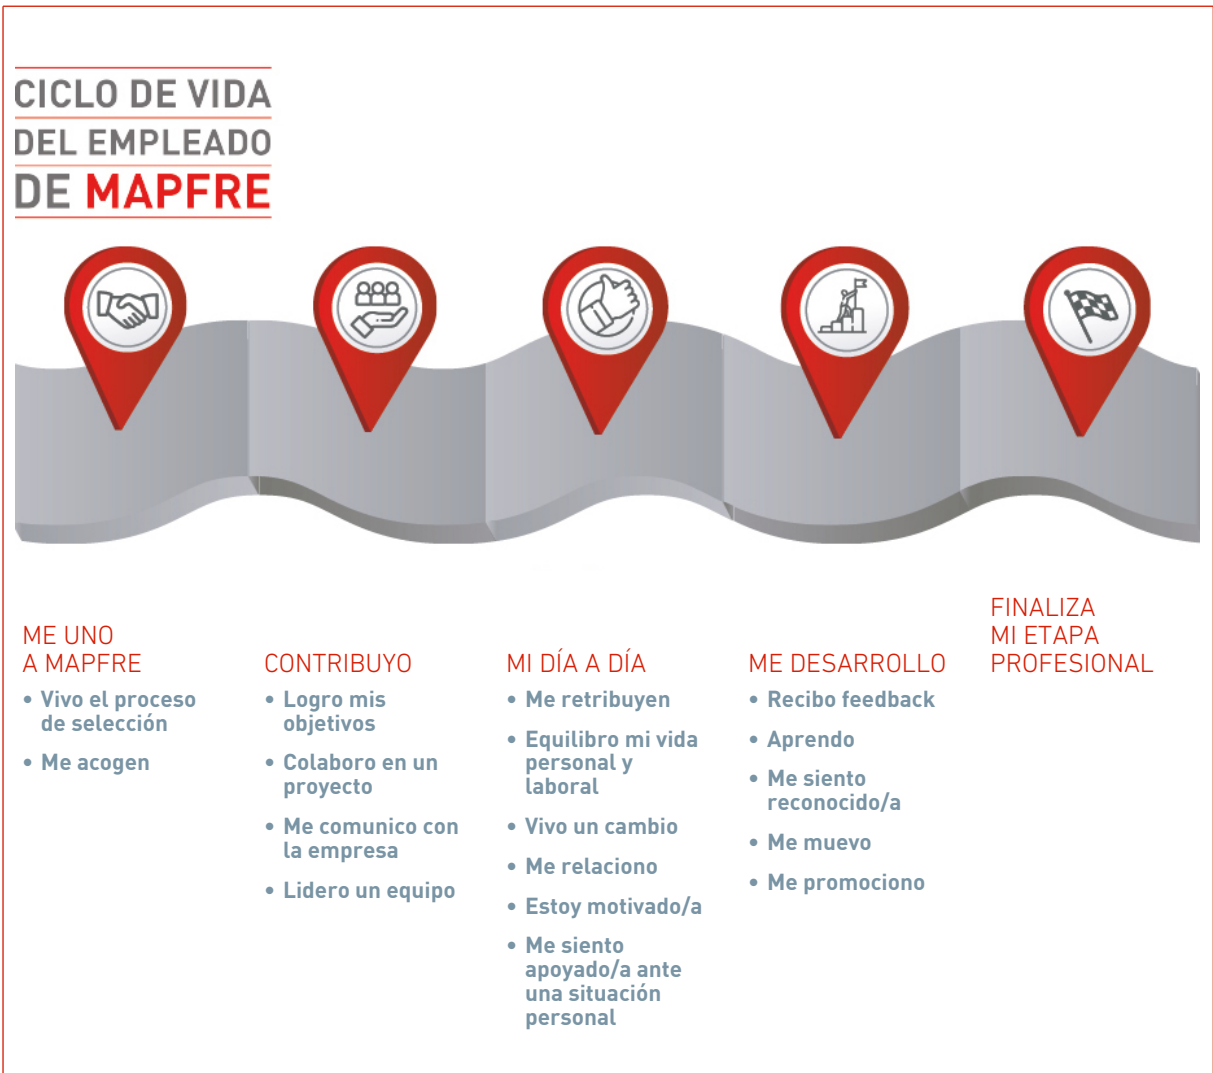 CICLO DE VIDA
DEL EMPLEADO
DE MAPFRE
ME UNO
A MAPFRE
• Vivo el proceso
de selección
• Me acogen
CONTRIBUYO
• Logro mis
objetivos
• Colaboro en un
proyecto
• Me comunico con
la empresa
• Lidero un equipo
MI DÍA A DÍA
• Me retribuyen
• Equilibro mi vida
personal y
laboral
• Vivo un cambio
• Me relaciono
• Estoy motivado/a
• Me siento
apoyado/a ante
una situación
personal
ME DESARROLLO
• Recibo feedback
• Aprendo
• Me siento
reconocido/a
• Me muevo
• Me promociono
FINALIZA
MI ETAPA
PROFESIONAL